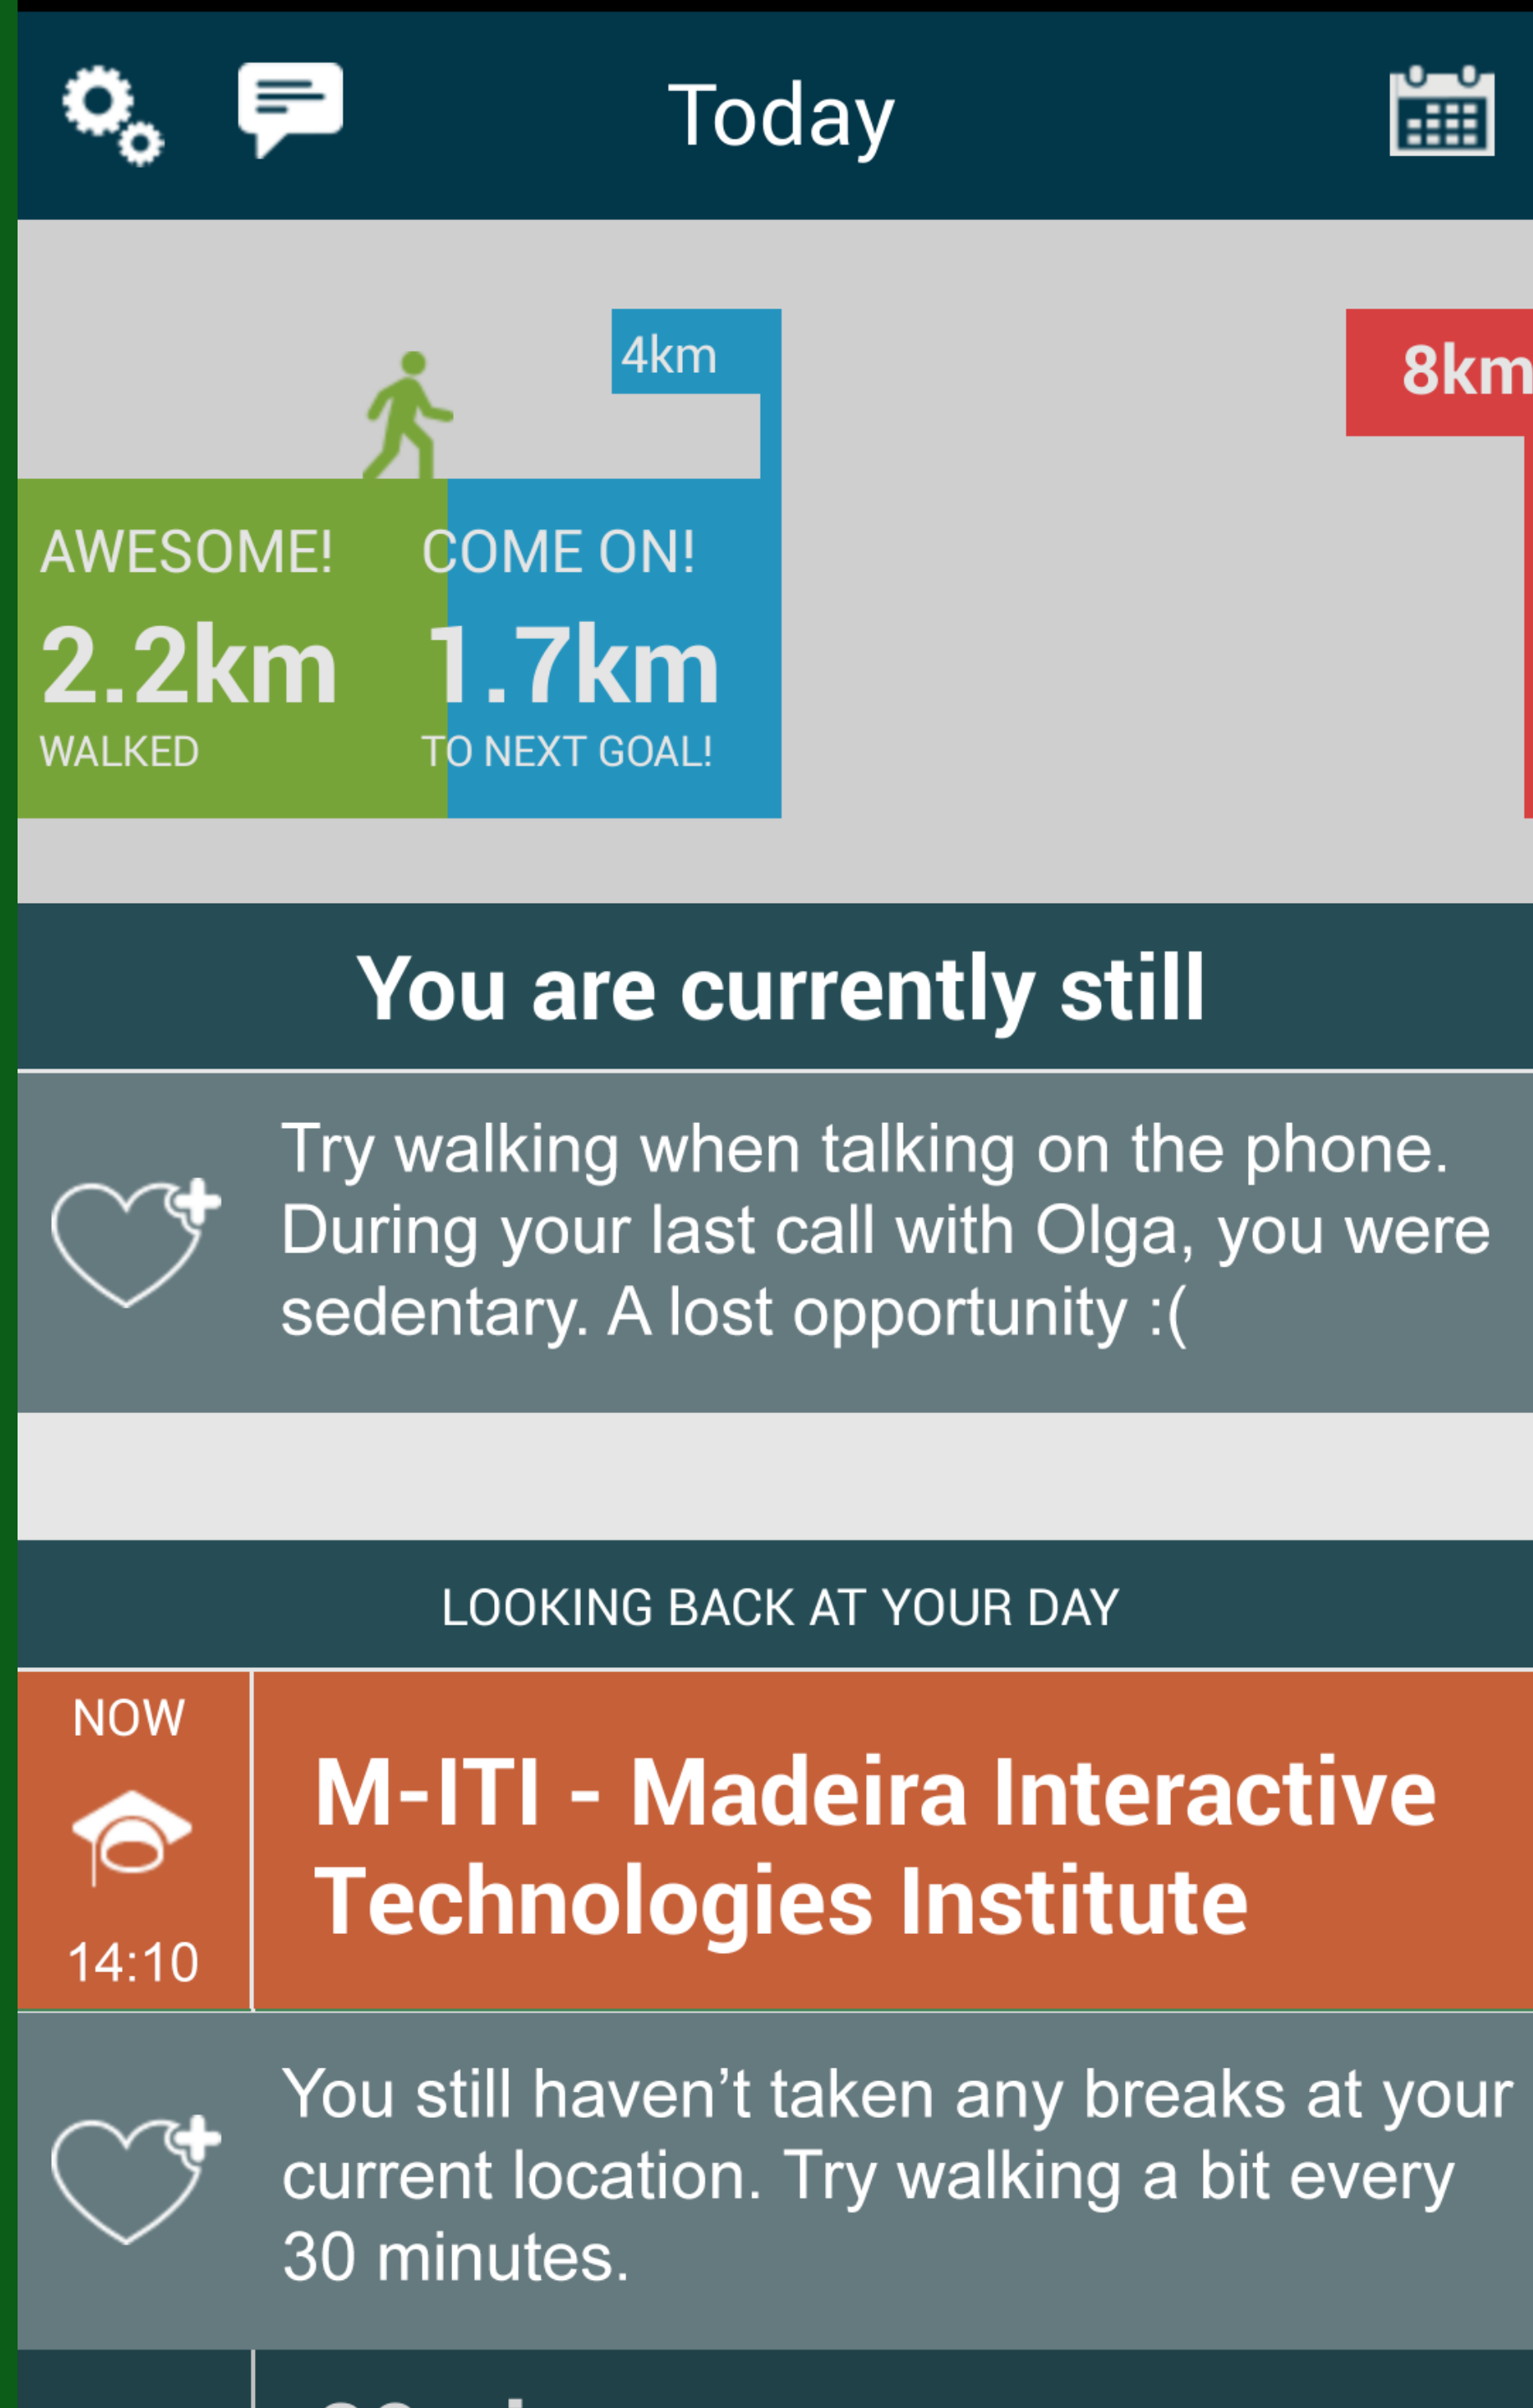 Today
4km
8km
AWESOME!
COME ON!
2.2km
1.7km
WALKED
TO NEXT GOAL!
You are currently still
Try walking when talking on the phone.
During your last call with Olga, you were
sedentary. A lost opportunity :(
LOOKING BACK AT YOUR DAY
NOW
M-ITI - Madeira Interactive
Technologies Institute
14:10
You still haven’t taken any breaks at your
current location. Try walking a bit every
30 minutes.